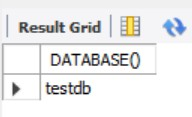 Result Grid
DATABASE()
testdb